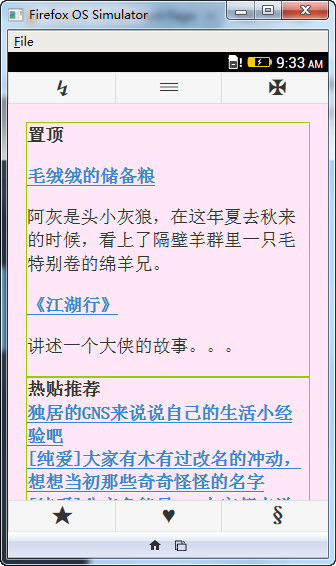 Firefox OS Simulator
File
9:33 AM
置顶
毛绒绒的储备粮
阿灰是头小灰狼，在这年夏去秋来
的时候，看上了隔壁羊群里一只毛
特别卷的绵羊兄。
《江湖行》
讲述一个大侠的故事。。。
热贴推荐
独居的GNS来说说自己的生活小经
验吧
[纯爱]大家有木有过改名的冲动，
想想当初那些奇奇怪怪的名字